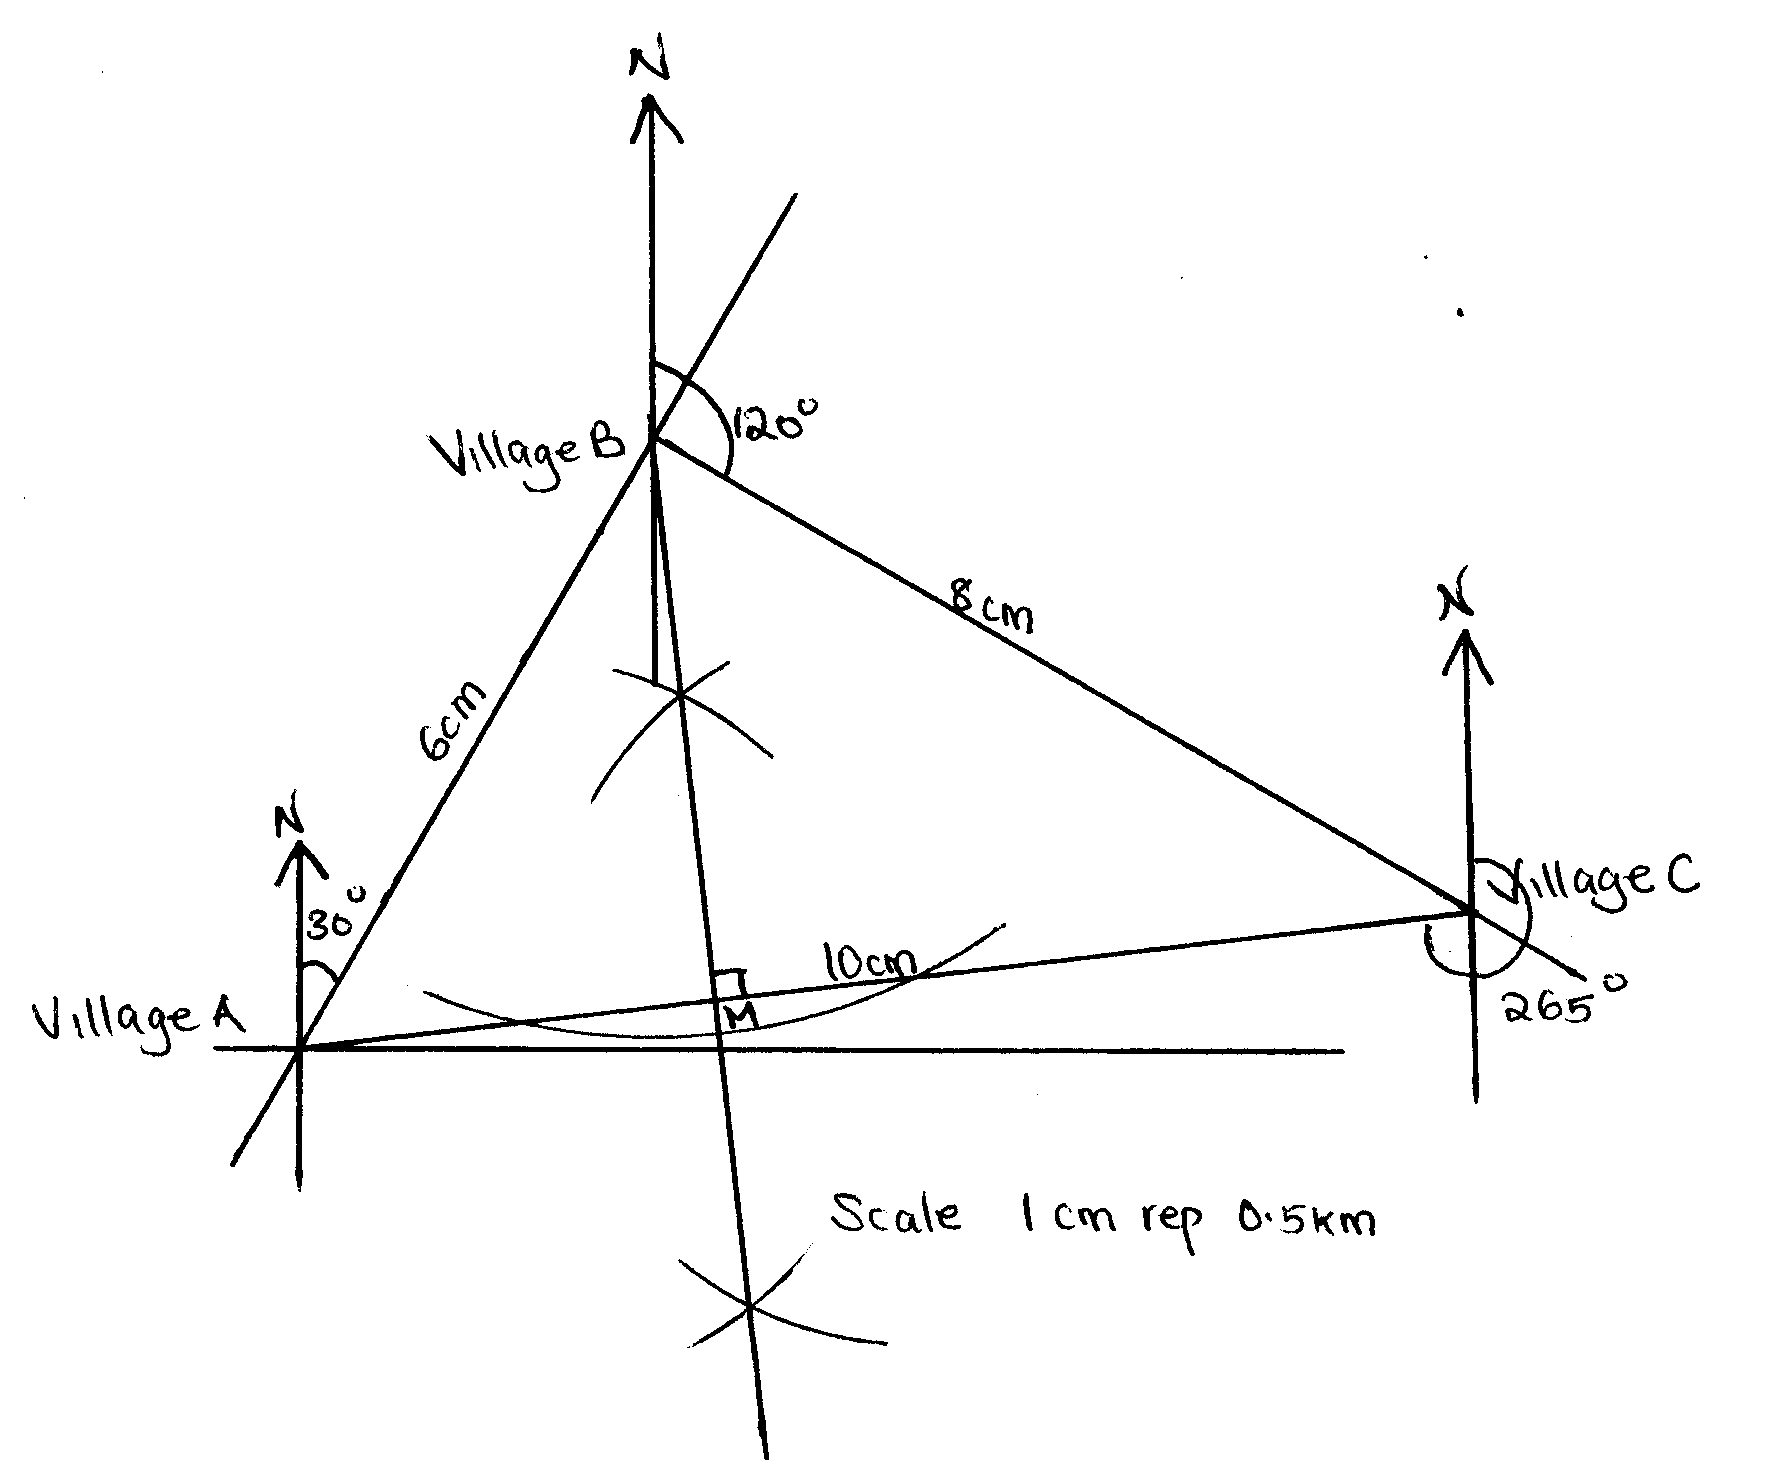 N
120°
Village B
8cm
N
6cm
N
30°
Village C
10cm
265°
Village A
M
Scale 1cm rep 0.5km